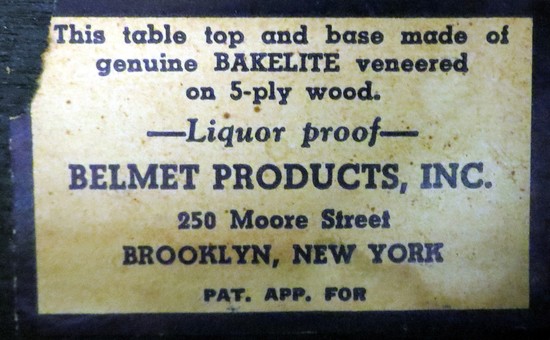 This table top and base made of
genuine BAKELITE veneered
on 5-ply wood.
—Liquor proof—
BELMET PRODUCTS, INC.
250 Moore Street
BROOKLYN, NEW YORK
PAT. APP. FOR